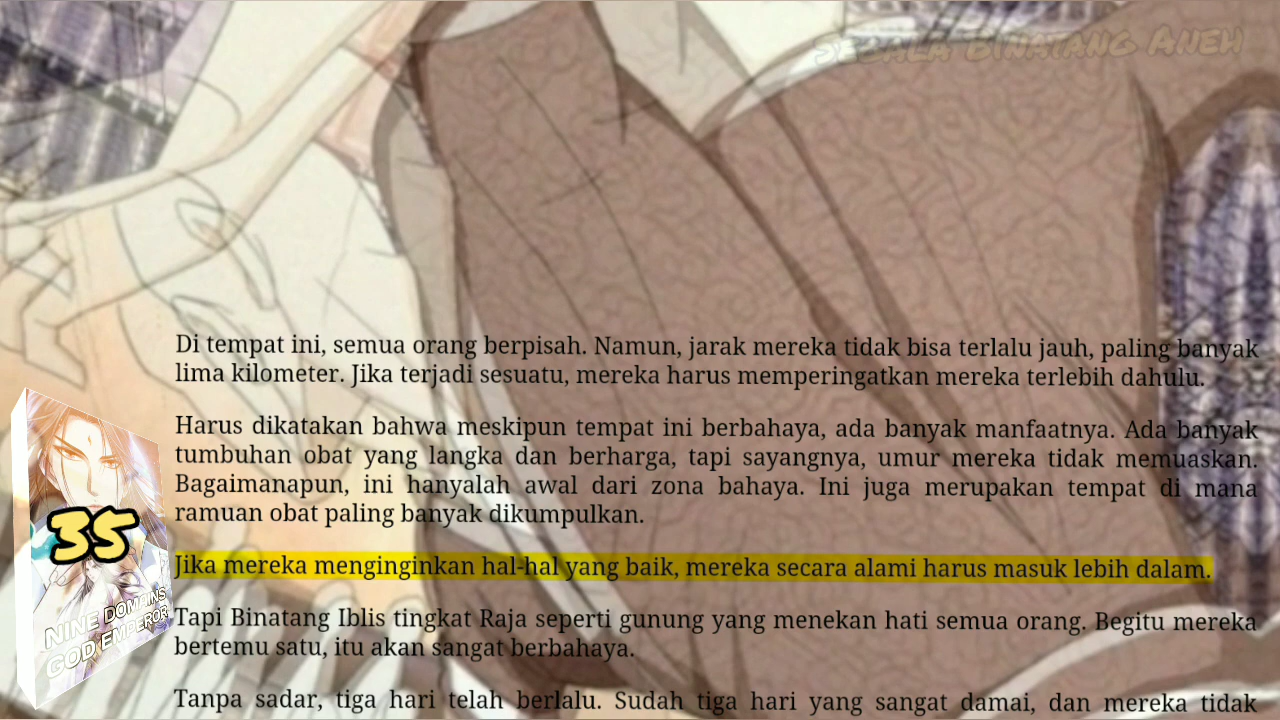 Segala Binatang Aneh
Di tempat ini, semua orang berpisah. Namun, jarak mereka tidak bisa terlalu jauh, paling banyak
lima kilometer. Jika terjadi sesuatu, mereka harus memperingatkan mereka terlebih dahulu.
Harus dikatakan bahwa meskipun tempat ini berbahaya, ada banyak manfaatnya. Ada banyak
tumbuhan obat yang langka dan berharga, tapi sayangnya, umur mereka tidak memuaskan.
Bagaimanapun, ini hanyalah awal dari zona bahaya. Ini juga merupakan tempat di mana
ramuan obat paling banyak dikumpulkan.
Jika mereka menginginkan hal-hal yang baik, mereka secara alami harus masuk lebih dalam.
Tapi Binatang Iblis tingkat Raja seperti gunung yang menekan hati semua orang. Begitu mereka
bertemu satu, itu akan sangat berbahaya.
Tanpa sadar, tiga hari telah berlalu. Sudah tiga hari yang sangat damai, dan mereka tidak
35
NINE DOMAINS
GOD EMPEROR